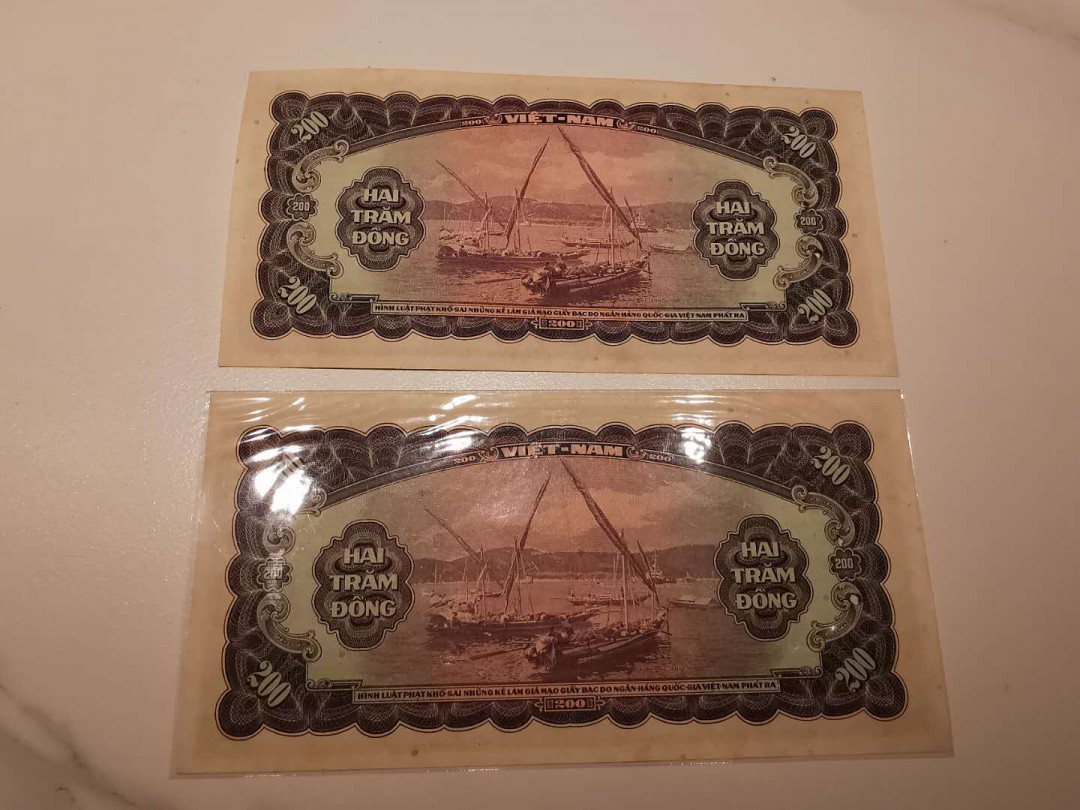 200 200 VIỆT-NAM 200 200
HAI
TRĂM
ĐỒNG
HAI
TRĂM
ĐỒNG
200 200
200 200
HÌNH LUẬT PHẠT KHỔ-SAI NHỮNG KẺ LÀM GIẢ MẠO GIẤY BẠC DO NGÂN-HÀNG QUỐC-GIA VIỆT-NAM PHÁT RA
200
200 VIỆT-NAM 200 200
HAI
TRĂM
ĐỒNG
HAI
TRĂM
ĐỒNG
200 200
200 200
HÌNH LUẬT PHẠT KHỔ-SAI NHỮNG KẺ LÀM GIẢ MẠO GIẤY BẠC DO NGÂN-HÀNG QUỐC-GIA VIỆT-NAM PHÁT RA
200